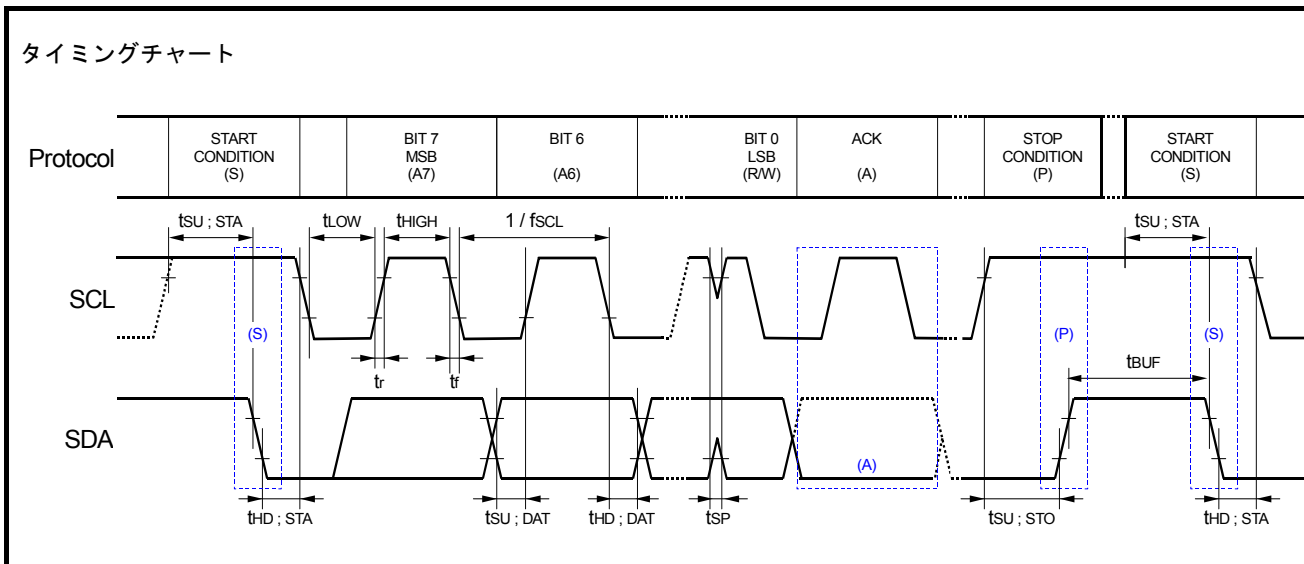 タイミングチャート
Protocol
START
CONDITION
(S)
BIT 7
MSB
(A7)
BIT 6
(A6)
BIT 0
LSB
(R/W)
ACK
(A)
STOP
CONDITION
(P)
START
CONDITION
(S)
tSU ; STA
tLOW
tHIGH
1 / fSCL
tSU ; STA
SCL
(S)
(P)
(S)
tr
tf
tBUF
SDA
(A)
tHD ; STA
tSU ; DAT
tHD ; DAT
tSP
tSU ; STO
tHD ; STA